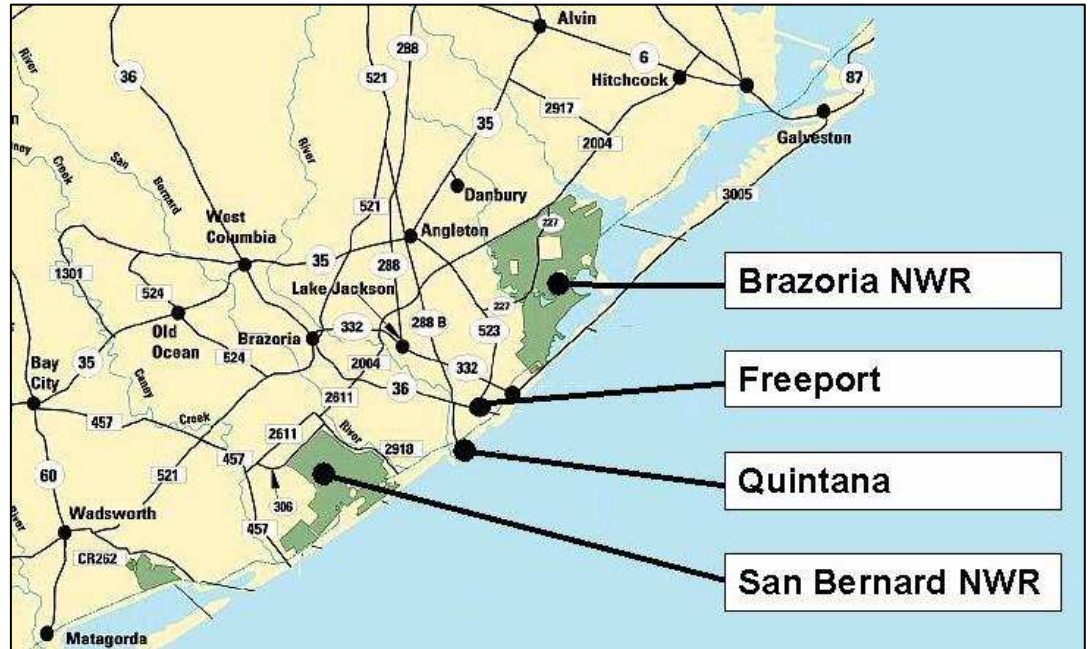 Alvin
288
6
36
521
Hitchcock
87
River
2917
35
2004
Galveston
San
River
Creek
Bernard
Danbury
3005
521
227
West
Columbia
Angleton
35
288
Brazoria NWR
1301
Lake Jackson
524
227
Old
Ocean
Brazoria
332
288 B
523
35
524
2004
332
Freeport
Bay
City
Caney
36
2611
Creek
457
2611
River
2918
457
Quintana
521
60
306
Wadsworth
457
San Bernard NWR
CR262
River
Matagorda